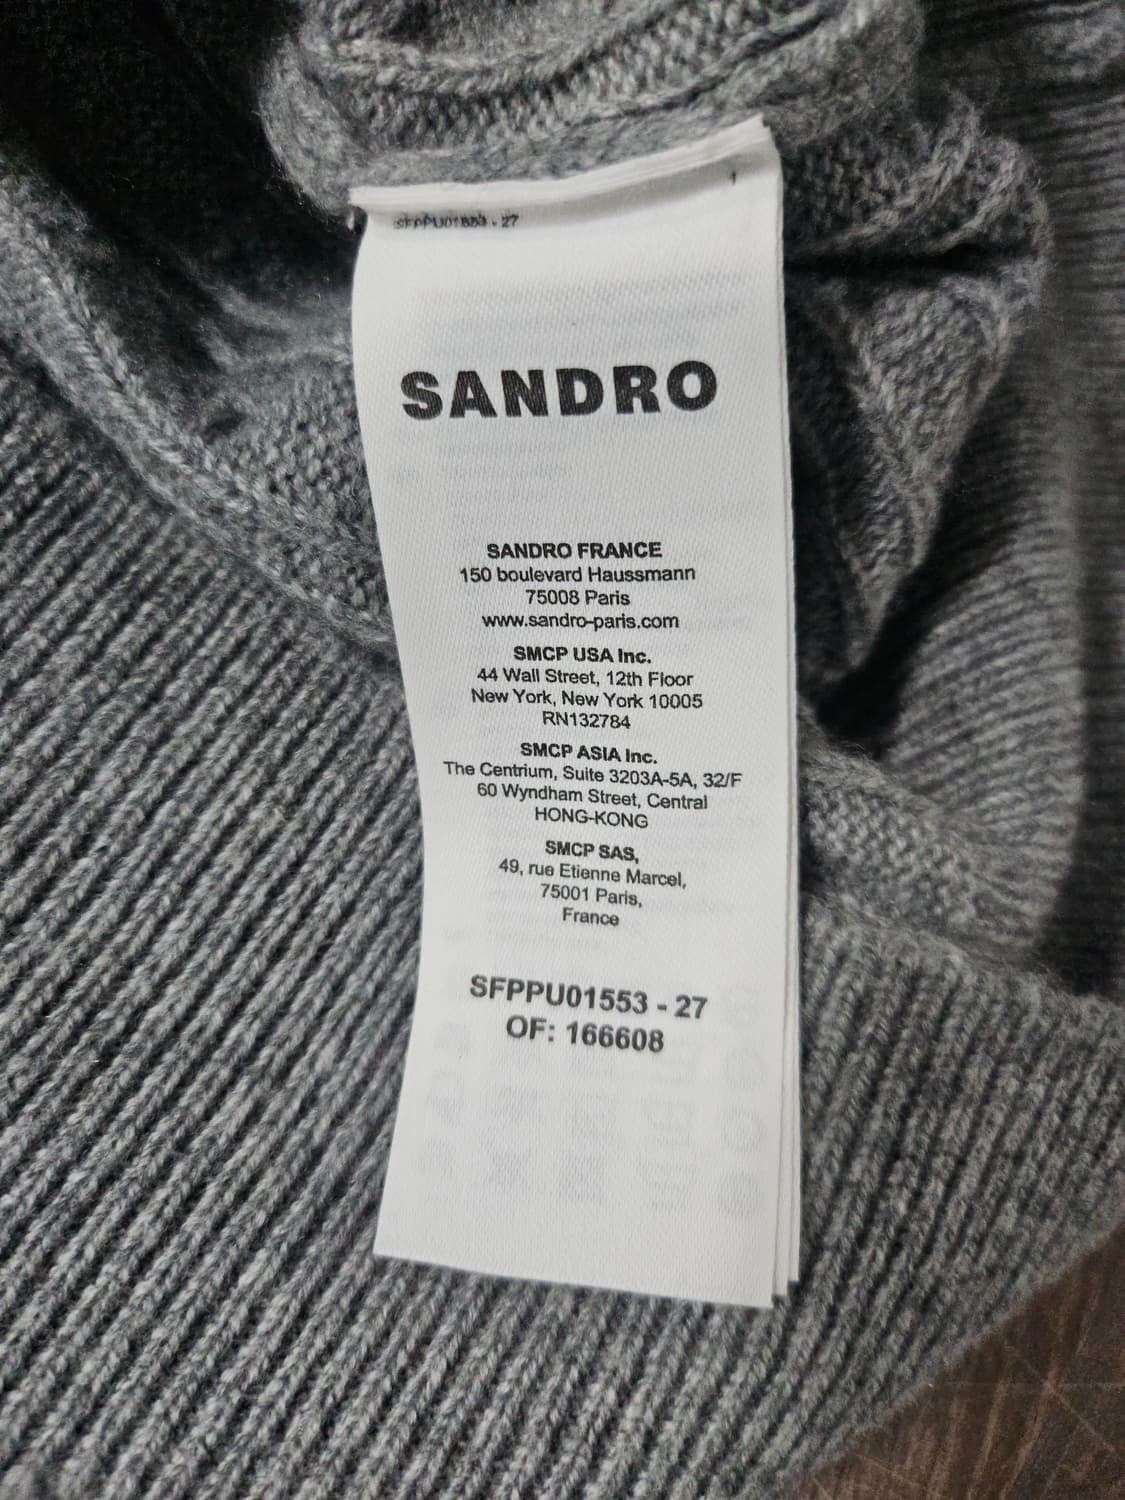 SFPPU01553 - 27
SANDRO
SANDRO FRANCE
150 boulevard Haussmann
75008 Paris
www.sandro-paris.com
SMCP USA Inc.
44 Wall Street, 12th Floor
New York, New York 10005
RN132784
SMCP ASIA Inc.
The Centrium, Suite 3203A-5A, 32/F
60 Wyndham Street, Central
HONG-KONG
SMCP SAS,
49, rue Etienne Marcel,
75001 Paris,
France
SFPPU01553 - 27
OF: 166608